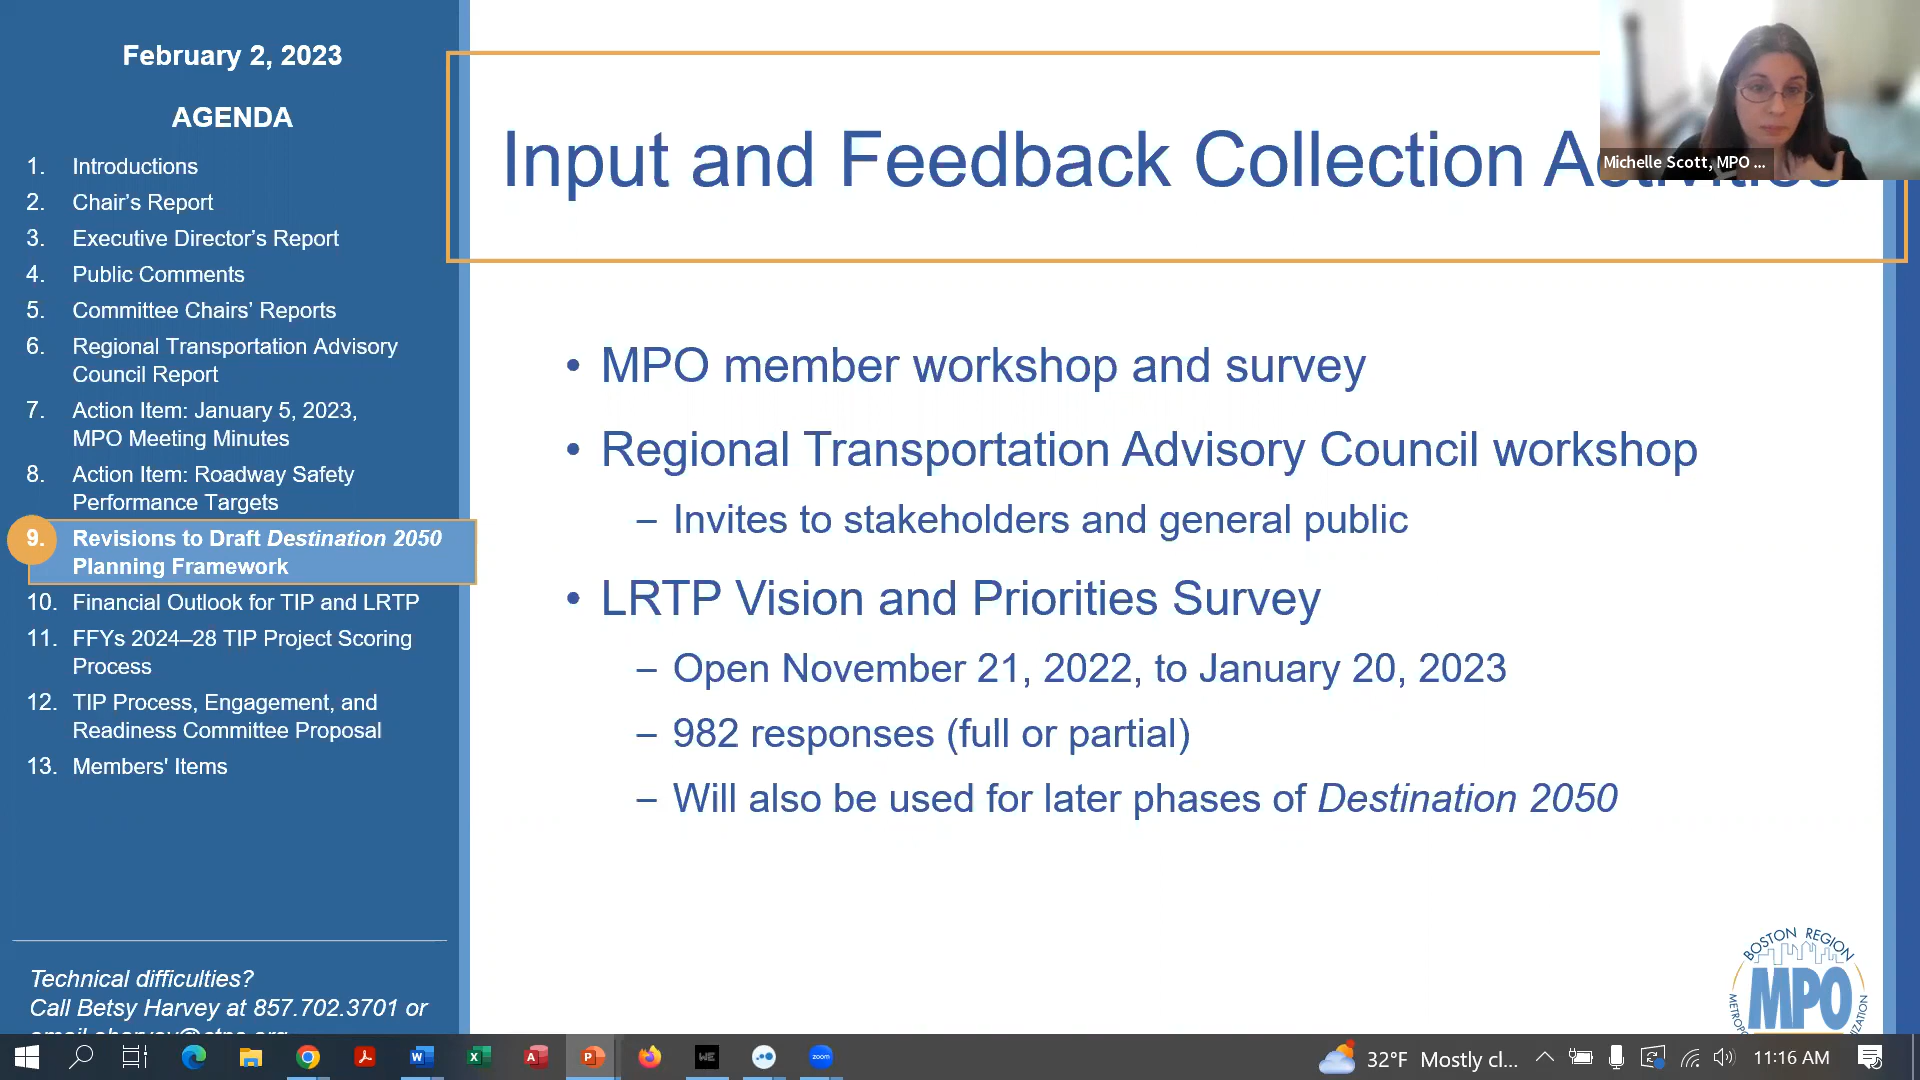 February 2, 2023
AGENDA
1. Introductions
2. Chair's Report
3. Executive Director's Report
4. Public Comments
5. Committee Chairs' Reports
6. Regional Transportation Advisory
Council Report
7. Action Item: January 5, 2023,
MPO Meeting Minutes
8. Action Item: Roadway Safety
Performance Targets
9. Revisions to Draft Destination 2050
Planning Framework
10. Financial Outlook for TIP and LRTP
11. FFYs 2024–28 TIP Project Scoring
Process
12. TIP Process, Engagement, and
Readiness Committee Proposal
13. Members' Items
Technical difficulties?
Call Betsy Harvey at 857.702.3701 or
Input and Feedback Collection
Michelle Scott, MPO ...
• MPO member workshop and survey
• Regional Transportation Advisory Council workshop
– Invites to stakeholders and general public
• LRTP Vision and Priorities Survey
– Open November 21, 2022, to January 20, 2023
– 982 responses (full or partial)
– Will also be used for later phases of Destination 2050
BOSTON REGION
MPO
WE
zoom
32°F Mostly cl...
11:16 AM